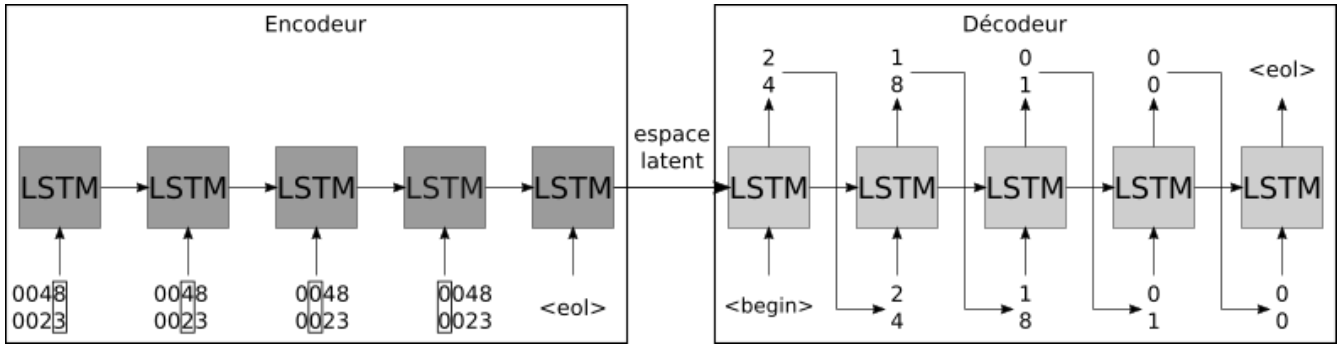 Encodeur
Décodeur
2 1 0 0 <eol>
4 8 1 0
espace
latent
LSTM LSTM LSTM LSTM LSTM LSTM LSTM LSTM LSTM LSTM
0048 0048 0048 0048 <eol> <begin> 2 1 0 0
0023 0023 0023 0023 4 8 1 0